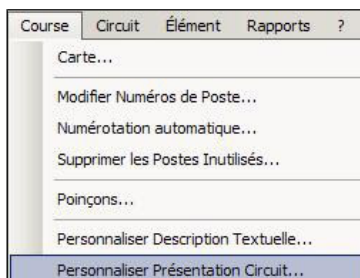 Course Circuit Élément Rapports ?
Carte...
Modifier Numéros de Poste...
Numérotation automatique...
Supprimer les Postes Inutilisés...
Poinçons...
Personnaliser Description Textuelle...
Personnaliser Présentation Circuit...